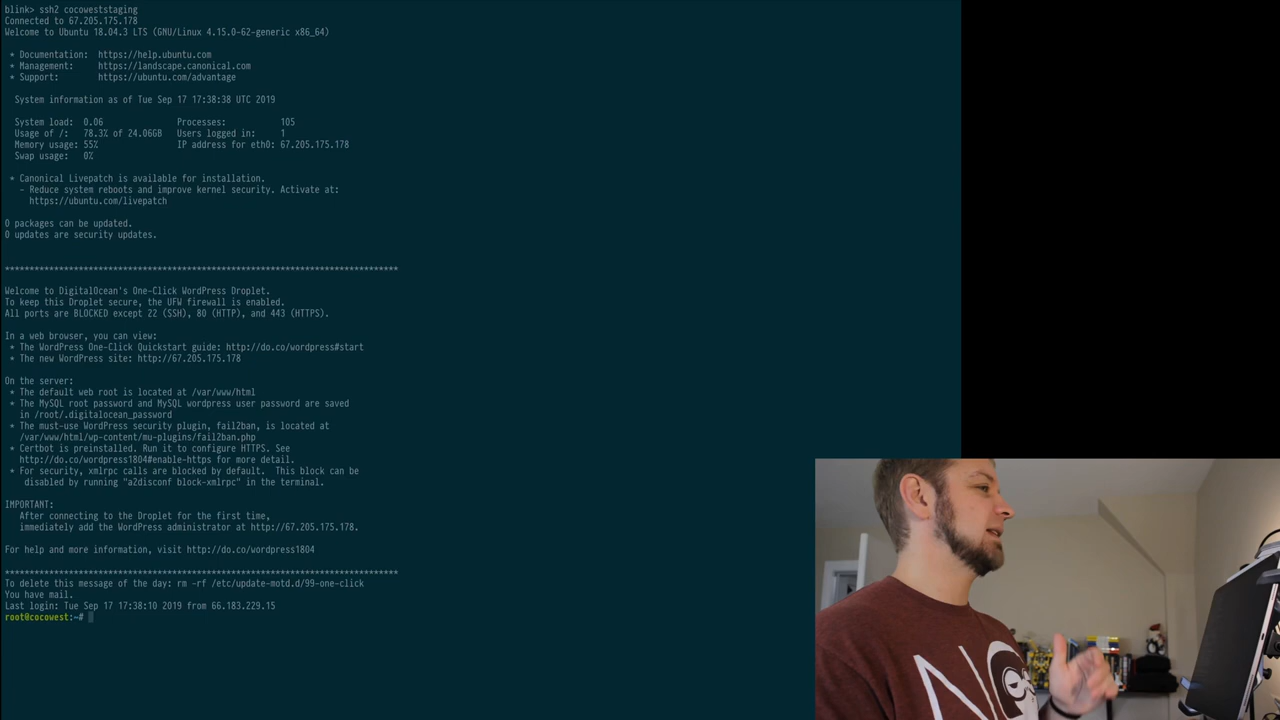 blink> ssh2 cocoweststaging
Connected to 67.205.175.178
Welcome to Ubuntu 18.04.3 LTS (GNU/Linux 4.15.0-62-generic x86_64)
* Documentation:  https://help.ubuntu.com
* Management:     https://landscape.canonical.com
* Support:        https://ubuntu.com/advantage
System information as of Tue Sep 17 17:38:38 UTC 2019
System load:  0.06               Processes:           105
Usage of /:   78.3% of 24.06GB   Users logged in:     1
Memory usage: 55%                IP address for eth0: 67.205.175.178
Swap usage:   0%
* Canonical Livepatch is available for installation.
- Reduce system reboots and improve kernel security. Activate at:
https://ubuntu.com/livepatch
0 packages can be updated.
0 updates are security updates.
********************************************************************************
Welcome to DigitalOcean's One-Click WordPress Droplet.
To keep this Droplet secure, the UFW firewall is enabled.
All ports are BLOCKED except 22 (SSH), 80 (HTTP), and 443 (HTTPS).
In a web browser, you can view:
* The WordPress One-Click Quickstart guide: http://do.co/wordpress#start
* The new WordPress site: http://67.205.175.178
On the server:
* The default web root is located at /var/www/html
* The MySQL root password and MySQL wordpress user password are saved
in /root/.digitalocean_password
* The must-use WordPress security plugin, fail2ban, is located at
/var/www/html/wp-content/mu-plugins/fail2ban.php
* Certbot is preinstalled. Run it to configure HTTPS. See
http://do.co/wordpress1804#enable-https for more detail.
* For security, xmlrpc calls are blocked by default.  This block can be
disabled by running "a2disconf block-xmlrpc" in the terminal.
IMPORTANT:
After connecting to the Droplet for the first time,
immediately add the WordPress administrator at http://67.205.175.178.
For help and more information, visit http://do.co/wordpress1804
********************************************************************************
To delete this message of the day: rm -rf /etc/update-motd.d/99-one-click
You have mail.
Last login: Tue Sep 17 17:38:10 2019 from 66.183.229.15
root@cocowest:~#